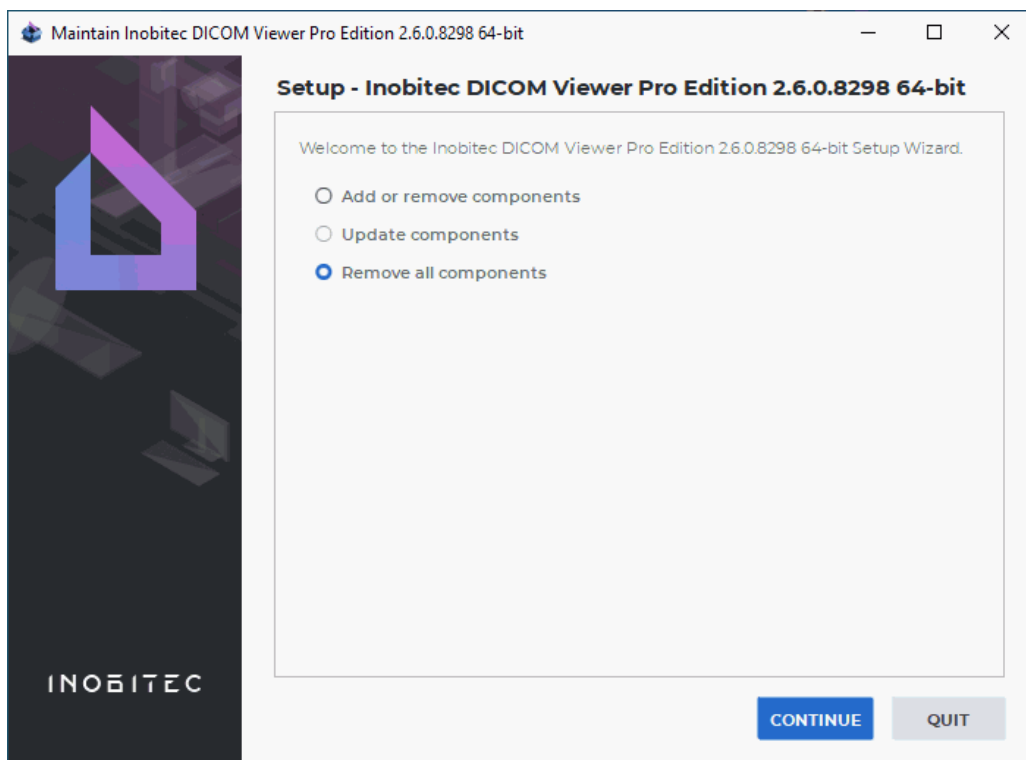 Maintain Inobitec DICOM Viewer Pro Edition 2.6.0.8298 64-bit
Setup - Inobitec DICOM Viewer Pro Edition 2.6.0.8298 64-bit
Welcome to the Inobitec DICOM Viewer Pro Edition 2.6.0.8298 64-bit Setup Wizard.
Add or remove components
Update components
Remove all components
INOBITEC
CONTINUE
QUIT